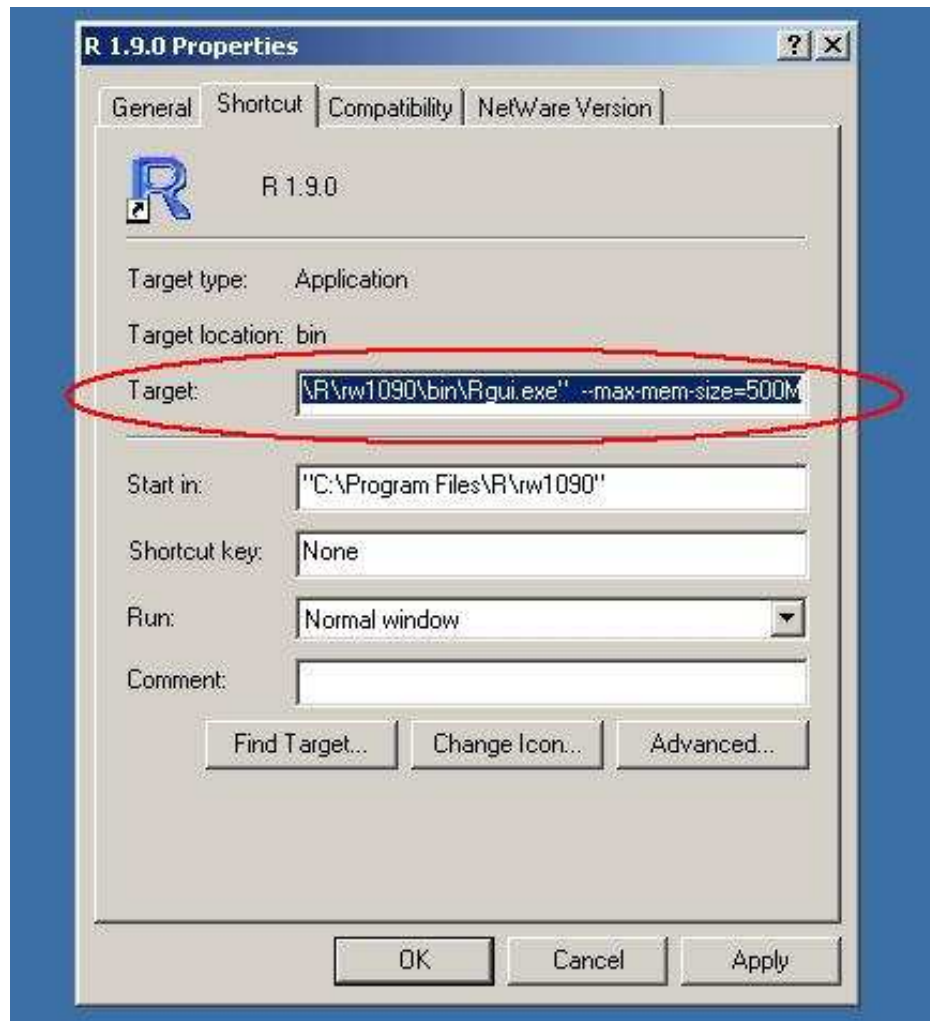 R 1.9.0 Properties
General Shortcut Compatibility NetWare Version
R 1.9.0
Target type: Application
Target location: bin
Target: \R\rw1090\bin\Rgui.exe" --max-mem-size=500M
Start in: "C:\Program Files\R\rw1090"
Shortcut key: None
Run: Normal window
Comment:
Find Target... Change Icon... Advanced...
OK Cancel Apply